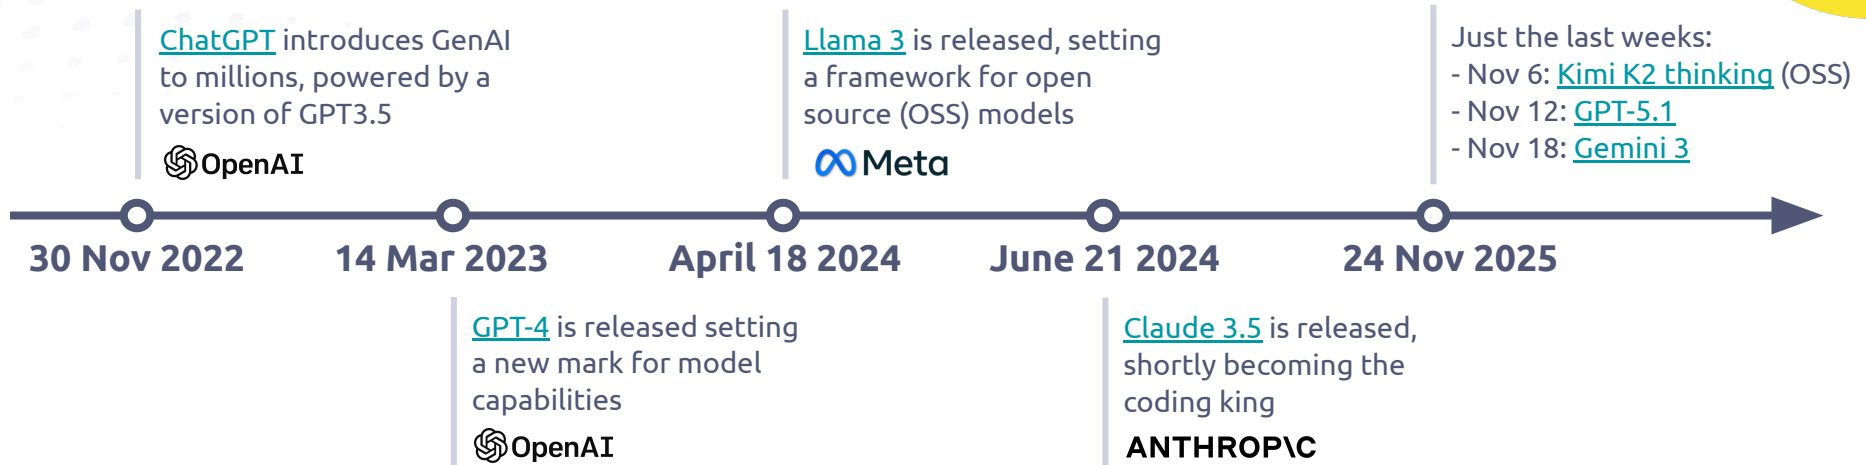 ChatGPT introduces GenAI
to millions, powered by a
version of GPT3.5
OpenAI
Llama 3 is released, setting
a framework for open
source (OSS) models
Meta
Just the last weeks:
- Nov 6: Kimi K2 thinking (OSS)
- Nov 12: GPT-5.1
- Nov 18: Gemini 3
30 Nov 2022
14 Mar 2023
April 18 2024
June 21 2024
24 Nov 2025
GPT-4 is released setting
a new mark for model
capabilities
OpenAI
Claude 3.5 is released,
shortly becoming the
coding king
ANTHROP\C